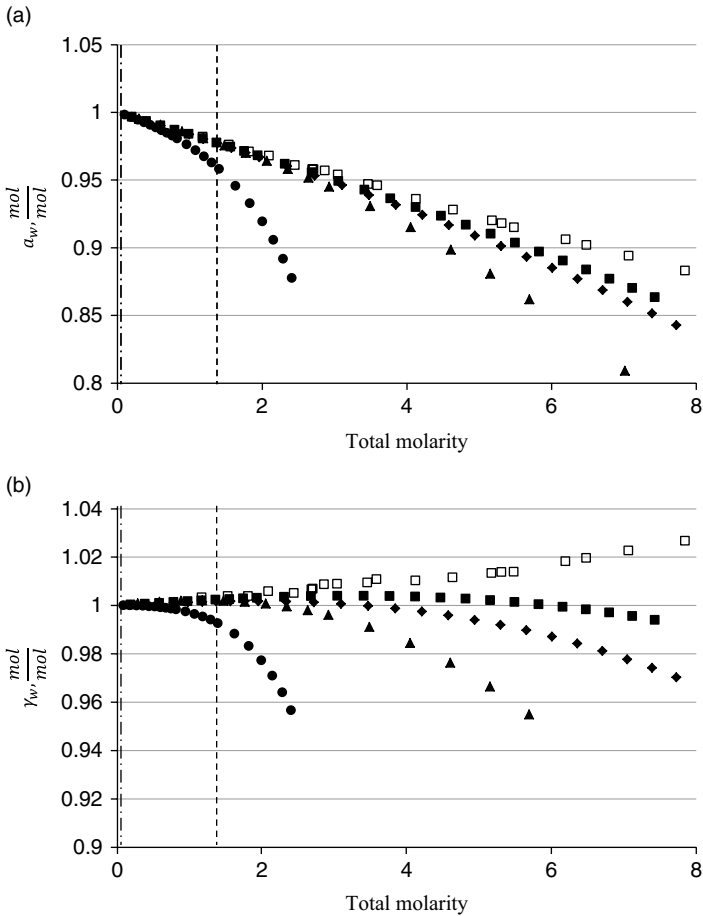 (a)
1.05
1
0.95
0.9
0.85
0.8
a_w, mol/mol
0 2 4 6 8
Total molarity
(b)
1.04
1.02
1
0.98
0.96
0.94
0.92
0.9
γ_w, mol/mol
0 2 4 6 8
Total molarity